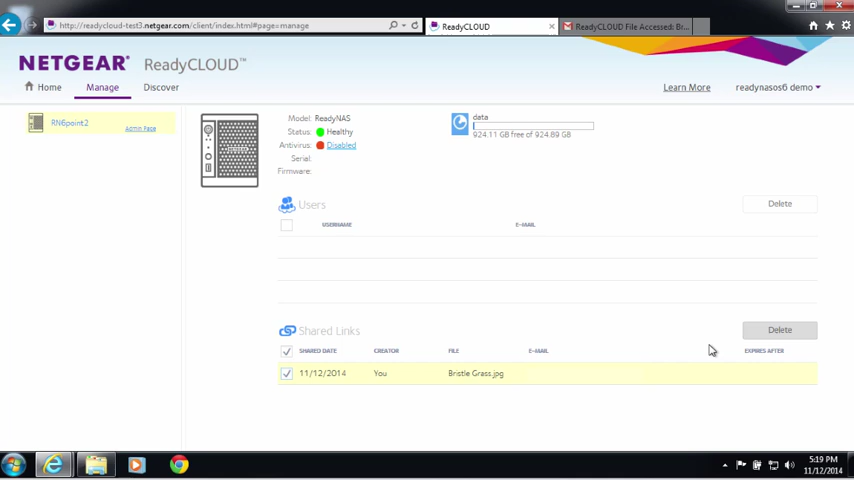 http://readycloud-test3.netgear.com/client/index.html#page=manage
ReadyCLOUD
ReadyCLOUD File Accessed: Br...
NETGEAR® ReadyCLOUD™
Home
Manage
Discover
Learn More
readynasos6 demo
RN6point2
Admin Page
Model: ReadyNAS
Status: Healthy
Antivirus: Disabled
Serial:
Firmware:
data
924.11 GB free of 924.89 GB
Users
Delete
USERNAME
E-MAIL
Shared Links
Delete
SHARED DATE
CREATOR
FILE
E-MAIL
EXPIRES AFTER
11/12/2014
You
Bristle Grass.jpg
5:19 PM
11/12/2014